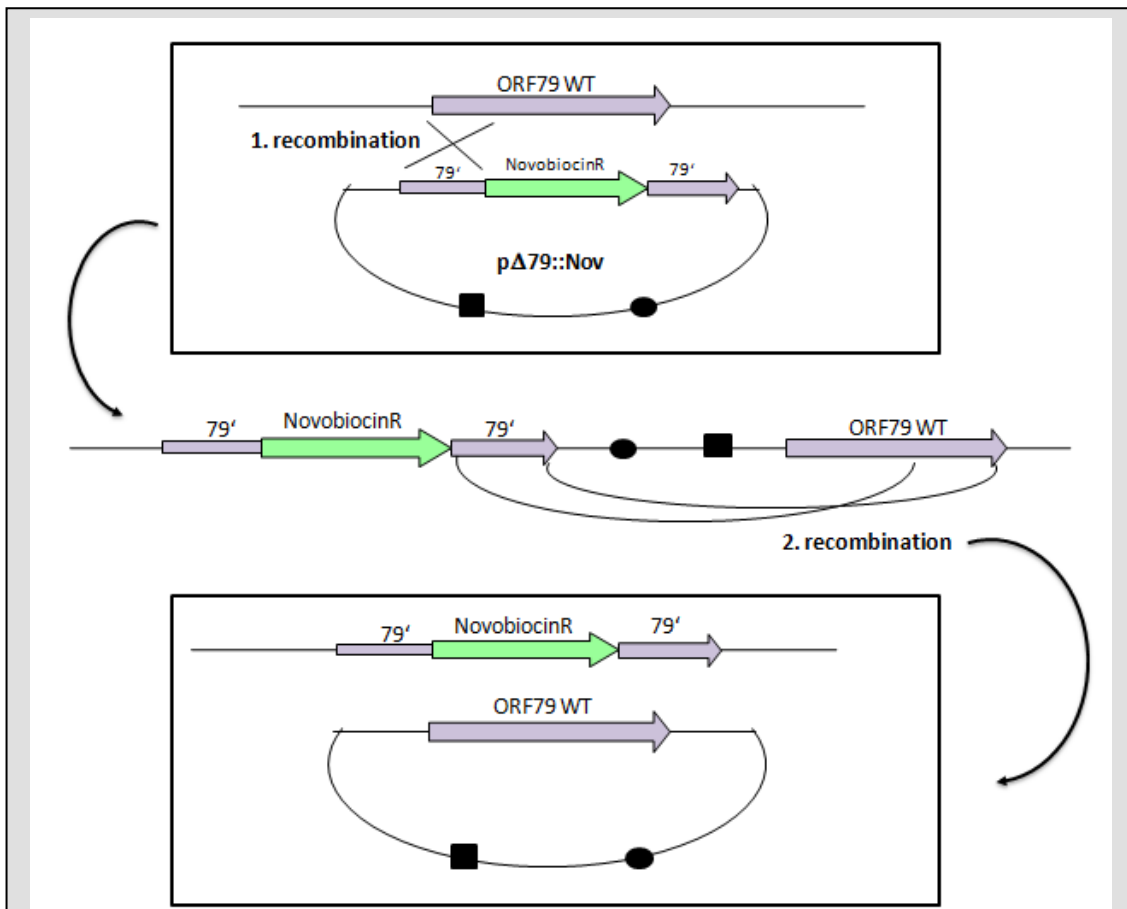 ORF79 WT
1. recombination
79‘
NovobiocinR
79‘
pΔ79::Nov
79‘
NovobiocinR
79‘
ORF79 WT
2. recombination
79‘
NovobiocinR
79‘
ORF79 WT